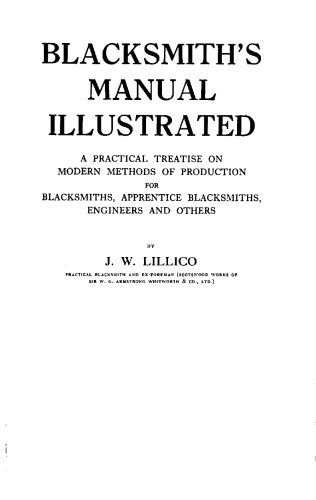 BLACKSMITH'S
MANUAL
ILLUSTRATED
A PRACTICAL TREATISE ON
MODERN METHODS OF PRODUCTION
FOR
BLACKSMITHS, APPRENTICE BLACKSMITHS,
ENGINEERS AND OTHERS
BY
J. W. LILLICO
PRACTICAL BLACKSMITH AND EX-FOREMAN (SCOTSWOOD WORKS OF
SIR W. G. ARMSTRONG WHITWORTH & CO., LTD.)